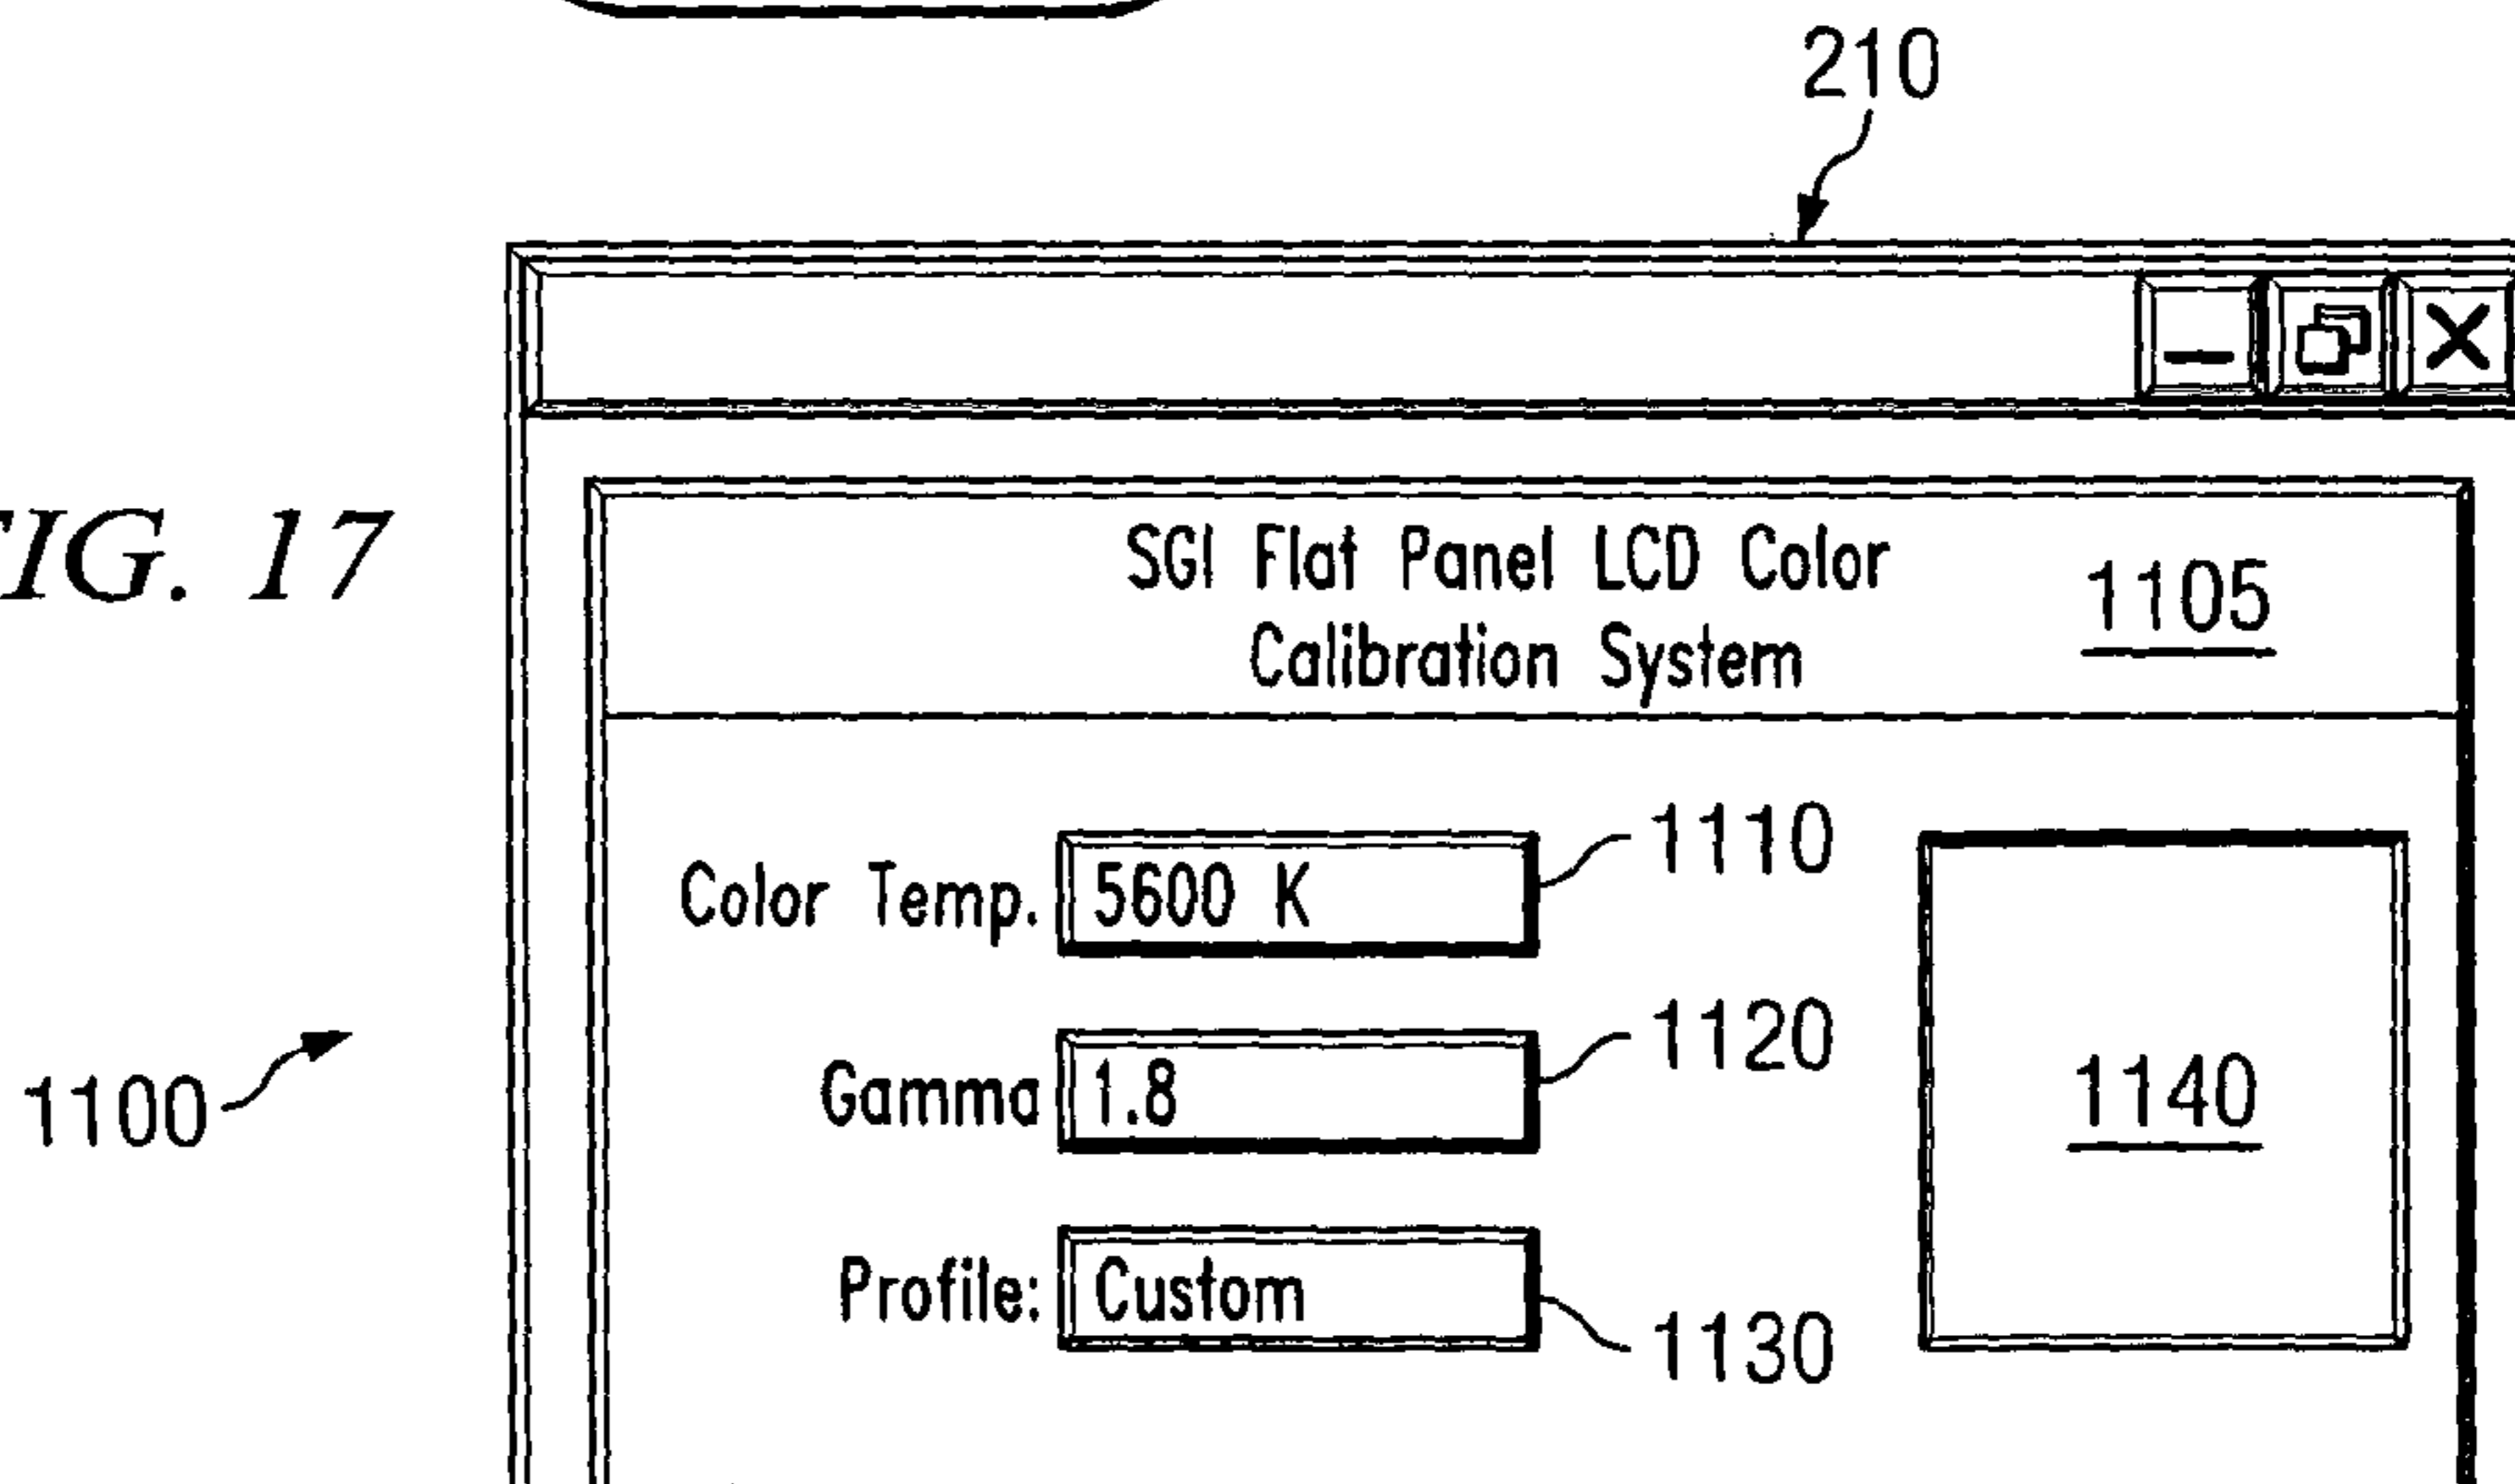 210
FIG. 17
SGI Flat Panel LCD Color
Calibration System
1105
Color Temp. 5600 K 1110
Gamma 1.8 1120
1100
1140
Profile: Custom 1130